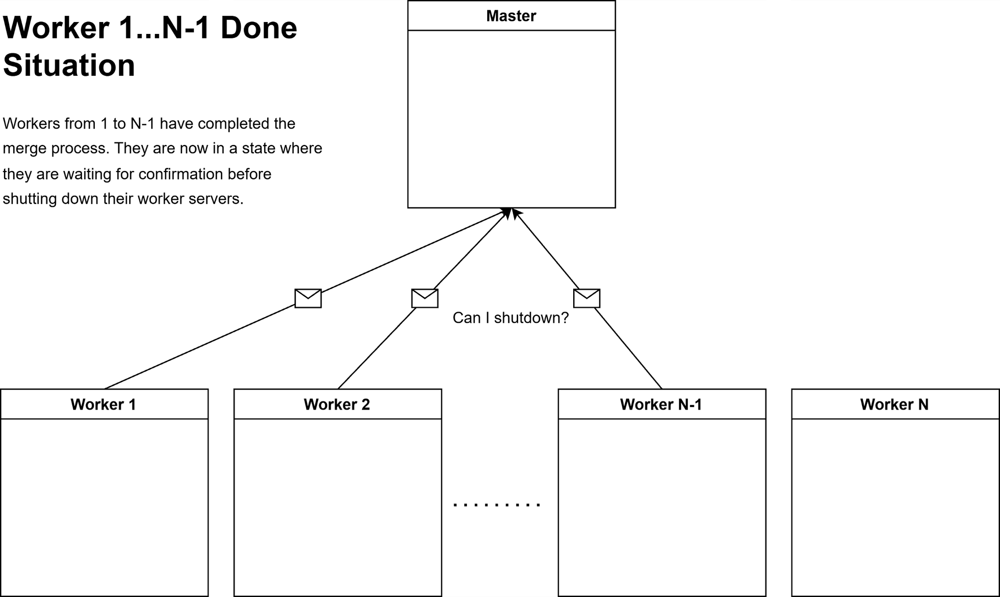 Worker 1...N-1 Done
Situation
Workers from 1 to N-1 have completed the
merge process. They are now in a state where
they are waiting for confirmation before
shutting down their worker servers.
Master
Can I shutdown?
Worker 1
Worker 2
Worker N-1
Worker N
.........